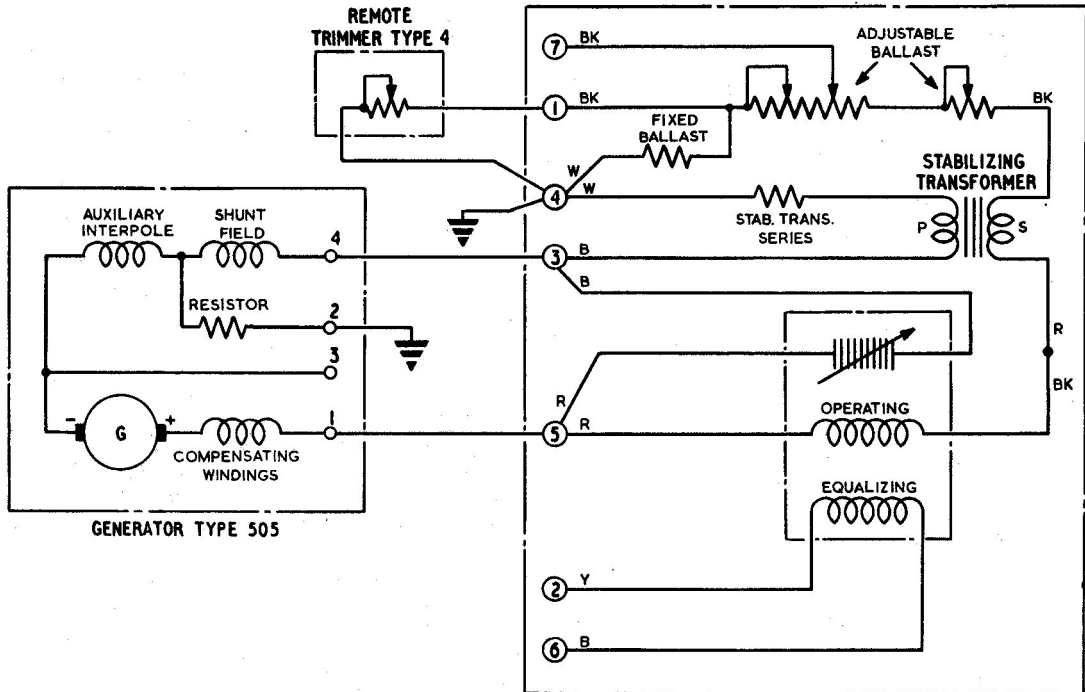 REMOTE
TRIMMER TYPE 4
7
BK
ADJUSTABLE
BALLAST
1
BK
BK
FIXED
BALLAST
W
4
W
STAB. TRANS.
SERIES
STABILIZING
TRANSFORMER
P
S
AUXILIARY
INTERPOLE
SHUNT
FIELD
4
3
B
B
RESISTOR
2
3
R
BK
R
G
-
+
1
COMPENSATING
WINDINGS
5
R
OPERATING
EQUALIZING
GENERATOR TYPE 505
2
Y
6
B